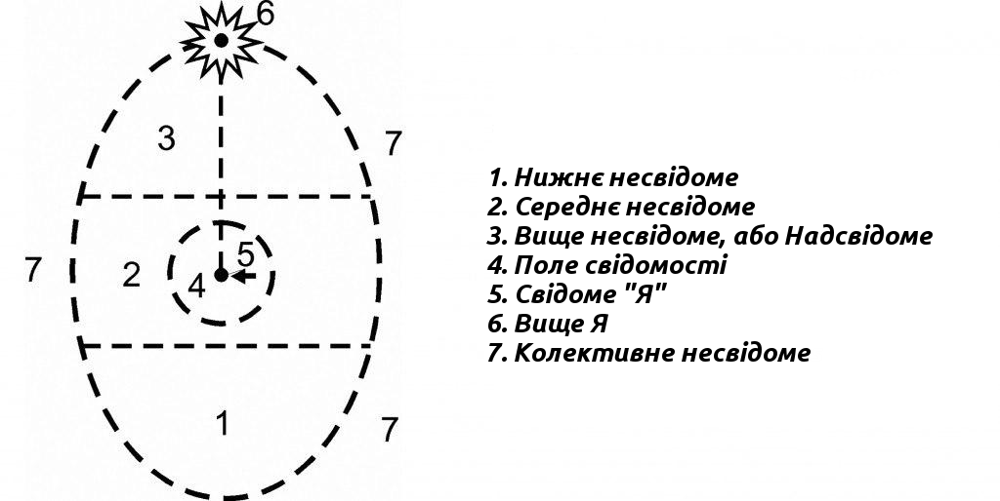 6
3
7
7
2
5
4
1
7
1. Нижнє несвідоме
2. Середнє несвідоме
3. Вище несвідоме, або Надсвідоме
4. Поле свідомості
5. Свідоме "Я"
6. Вище Я
7. Колективне несвідоме